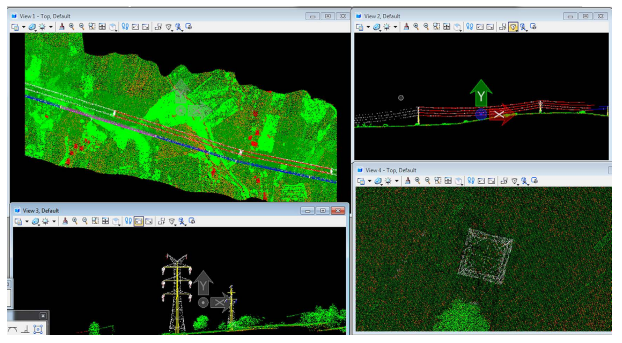 View 1 - Top, Default
View 2, Default
Y
X
View 3, Default
Y
X
View 4 - Top, Default